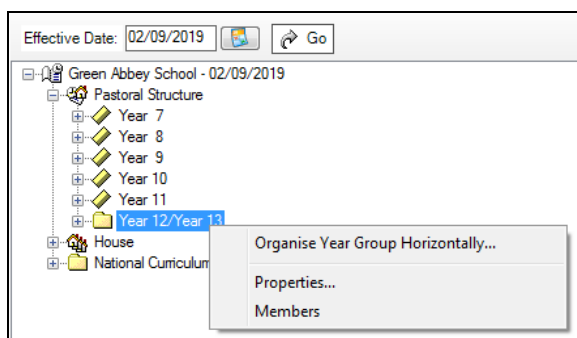 Effective Date: 02/09/2019 Go
Green Abbey School - 02/09/2019
Pastoral Structure
Year 7
Year 8
Year 9
Year 10
Year 11
Year 12/Year 13
House
National Curriculum
Organise Year Group Horizontally...
Properties...
Members